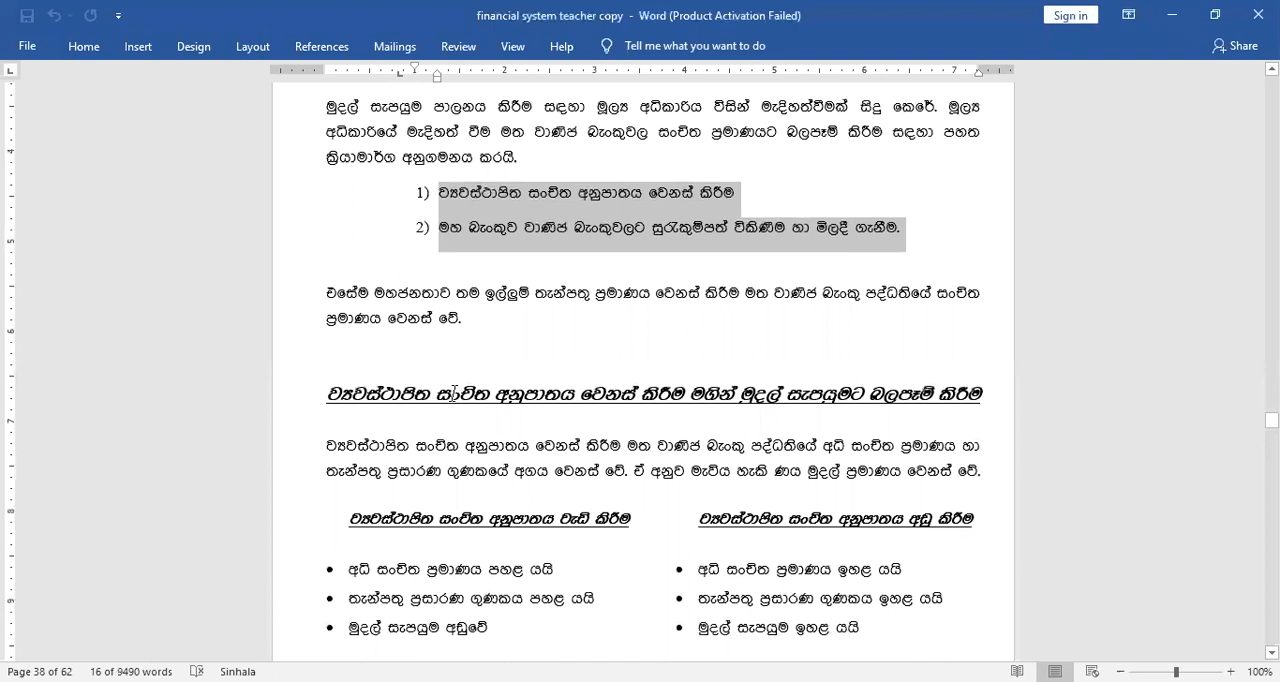 financial system teacher copy - Word (Product Activation Failed)
Sign in
File Home Insert Design Layout References Mailings Review View Help Tell me what you want to do Share
1 2 3 4 5 6 7
මුදල් සැපයුම පාලනය කිරීම සඳහා මූල්‍ය අධිකාරිය විසින් මැදිහත්වීමක් සිදු කෙරේ. මූල්‍ය
අධිකාරියේ මැදිහත් වීම මත වාණිජ බැංකුවල සංචිත ප්‍රමාණයට බලපෑම් කිරීම සඳහා පහත
ක්‍රියාමාර්ග අනුගමනය කරයි.
1) ව්‍යවස්ථාපිත සංචිත අනුපාතය වෙනස් කිරීම
2) මහ බැංකුව වාණිජ බැංකුවලට සුරැකුම්පත් විකිණීම හා මිලදී ගැනීම.
එසේම මහජනතාව තම ඉල්ලුම් තැන්පතු ප්‍රමාණය වෙනස් කිරීම මත වාණිජ බැංකු පද්ධතියේ සංචිත
ප්‍රමාණය වෙනස් වේ.
ව්‍යවස්ථාපිත සංචිත අනුපාතය වෙනස් කිරීම මගින් මුදල් සැපයුමට බලපෑම් කිරීම
ව්‍යවස්ථාපිත සංචිත අනුපාතය වෙනස් කිරීම මත වාණිජ බැංකු පද්ධතියේ අධි සංචිත ප්‍රමාණය හා
තැන්පතු ප්‍රසාරණ ගුණකයේ අගය වෙනස් වේ. ඒ අනුව මැවිය හැකි ණය මුදල් ප්‍රමාණය වෙනස් වේ.
ව්‍යවස්ථාපිත සංචිත අනුපාතය වැඩි කිරීම
• අධි සංචිත ප්‍රමාණය පහළ යයි
• තැන්පතු ප්‍රසාරණ ගුණකය පහළ යයි
• මුදල් සැපයුම අඩුවේ
ව්‍යවස්ථාපිත සංචිත අනුපාතය අඩු කිරීම
• අධි සංචිත ප්‍රමාණය ඉහළ යයි
• තැන්පතු ප්‍රසාරණ ගුණකය ඉහළ යයි
• මුදල් සැපයුම ඉහළ යයි
Page 38 of 62 16 of 9490 words Sinhala 100%